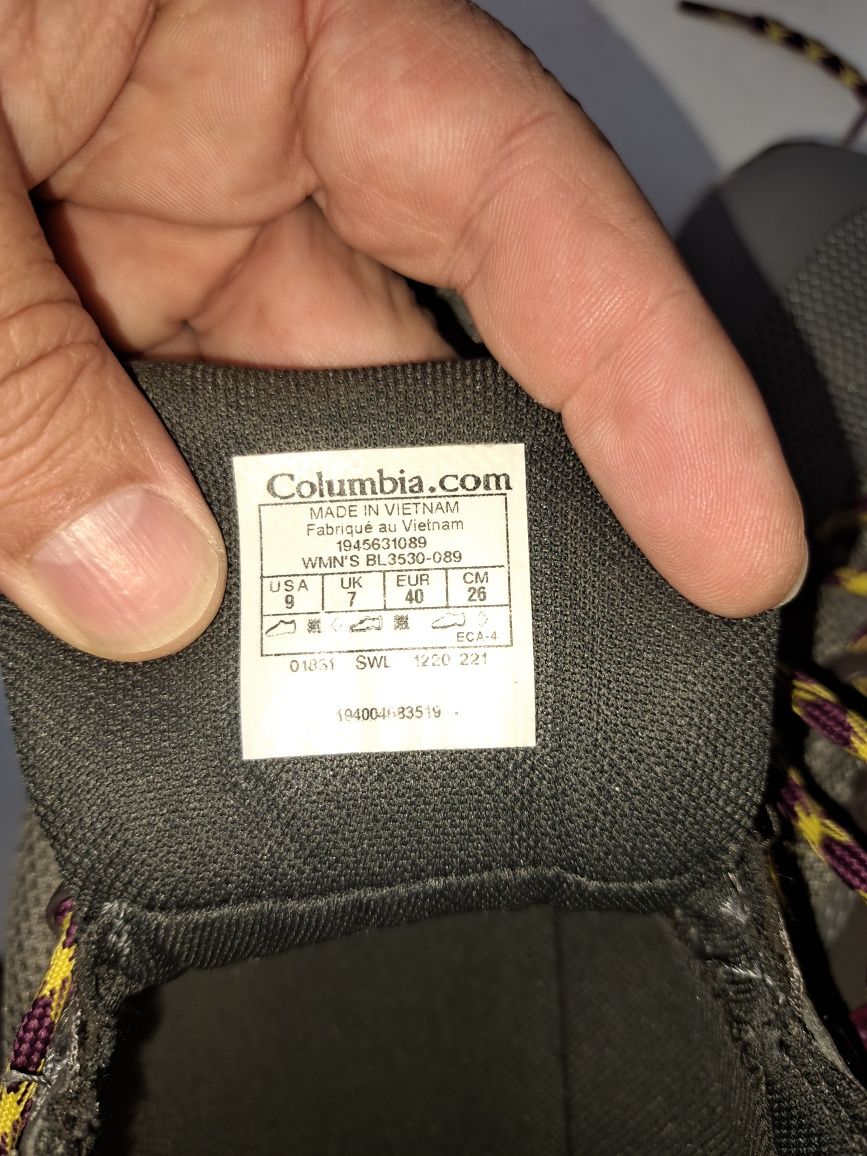 Columbia.com
MADE IN VIETNAM
Fabriqué au Vietnam
1945631089
WMN'S BL3530-089
USA UK EUR CM
9 7 40 26
ECA-4
SWL 1220 221
194004683519